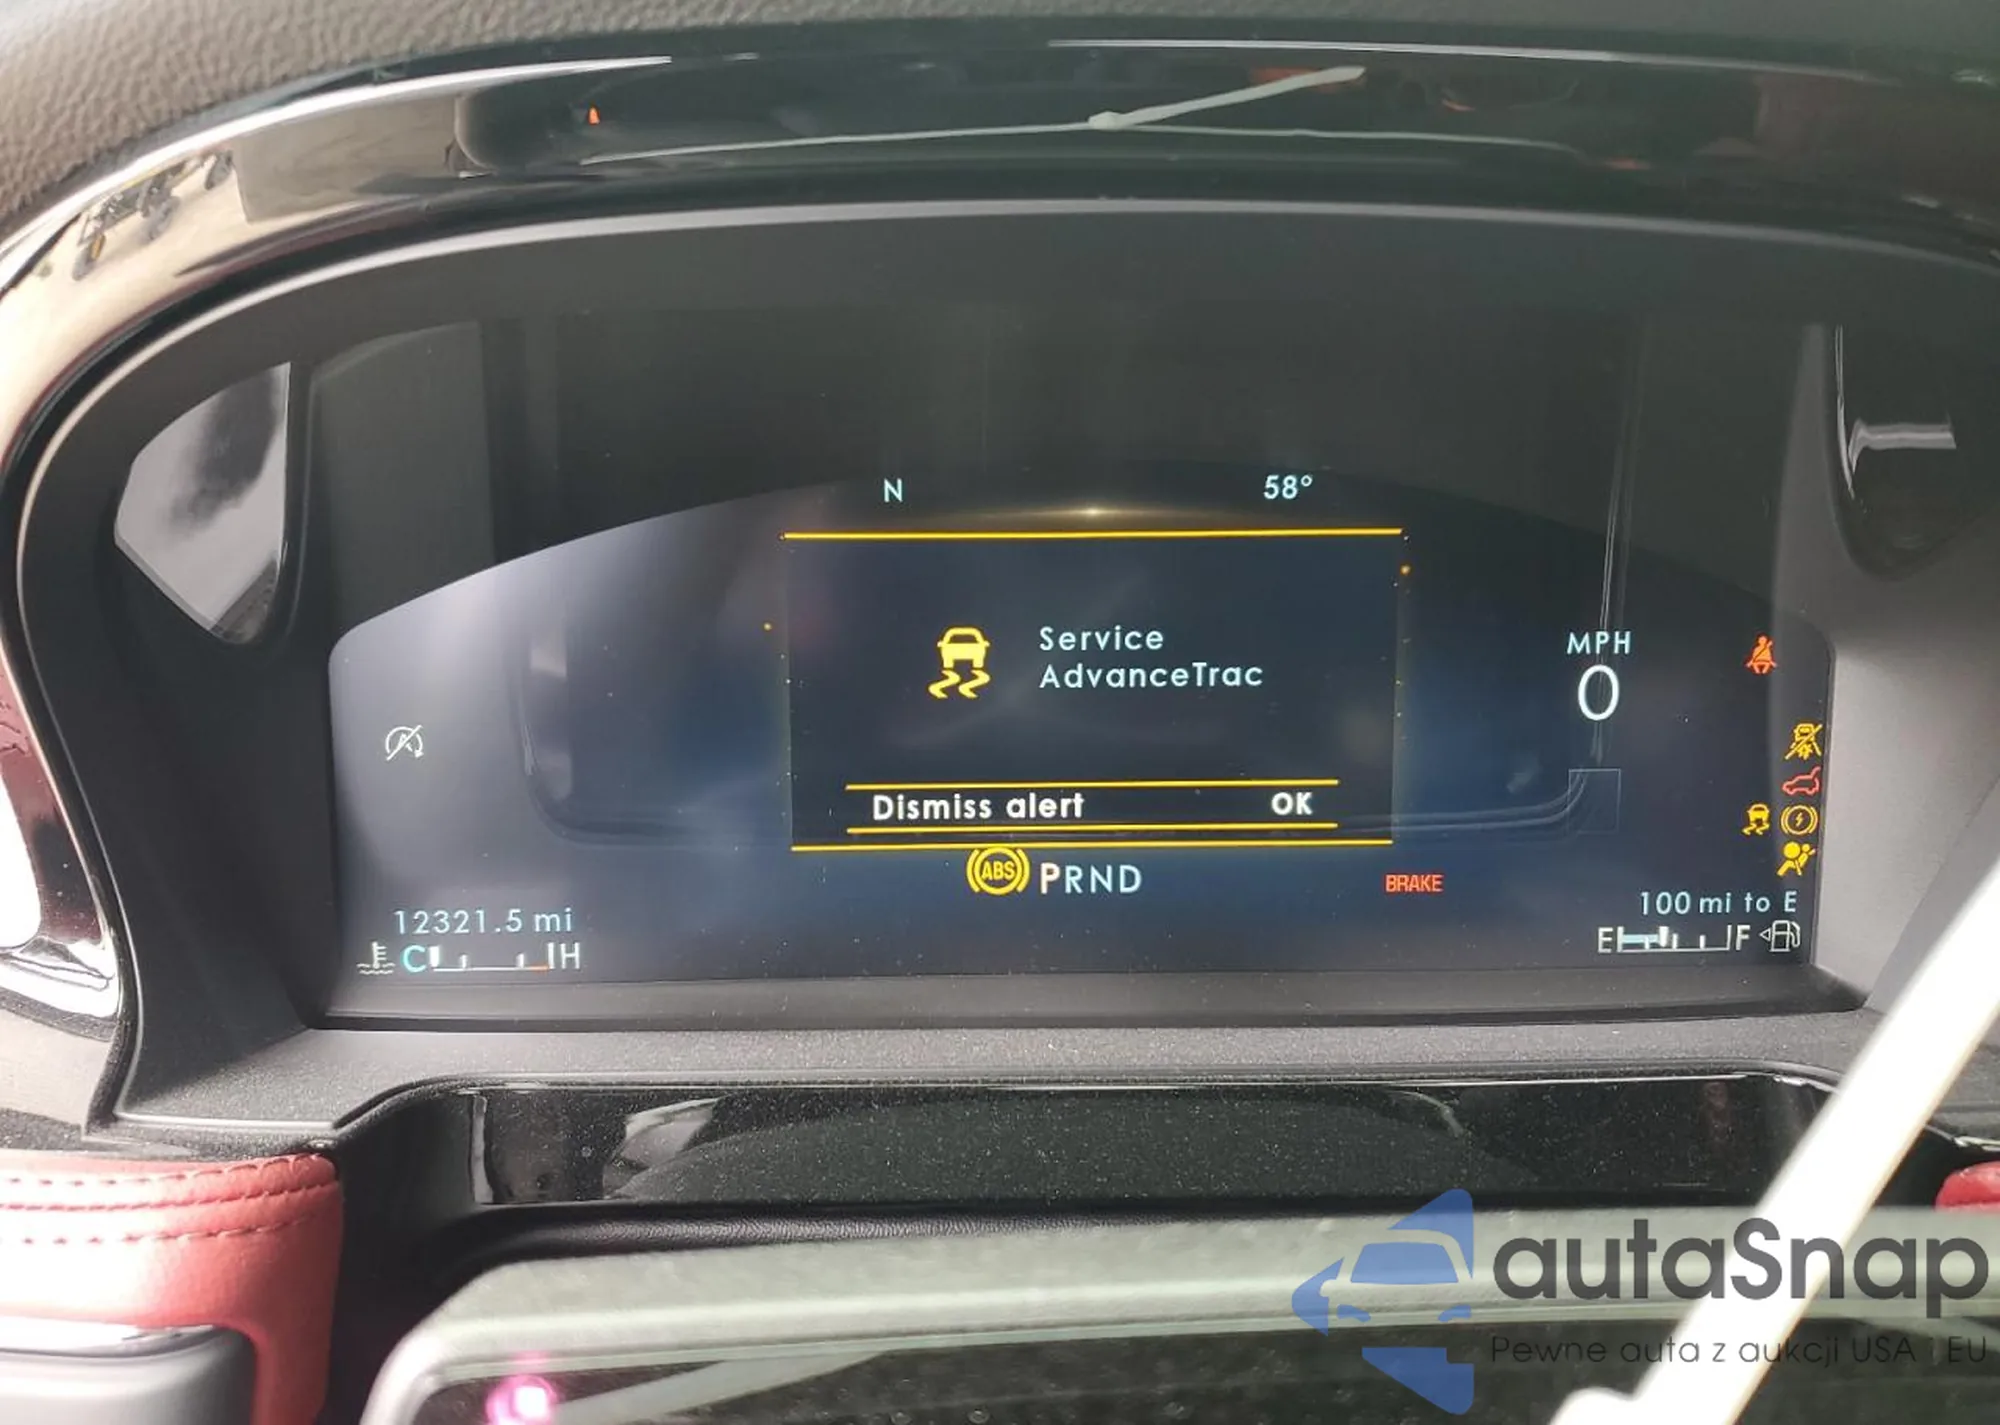 N 58°
Service
AdvanceTrac
MPH
0
Dismiss alert OK
ABS PRND
BRAKE
12321.5 mi
100 mi to E
C H
E F
autaSnap
Pewne auta z aukcji USA i EU